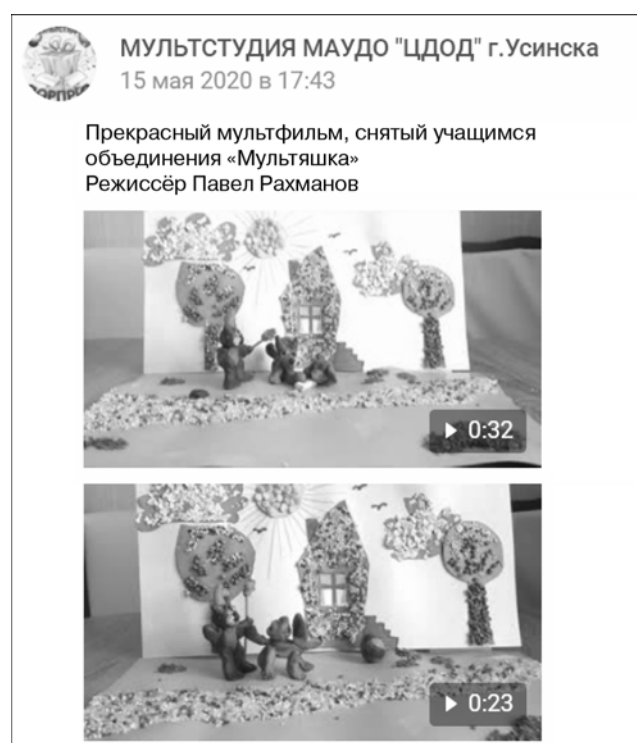 МУЛЬТСТУДИЯ МАУДО "ЦДОД" г.Усинска
15 мая 2020 в 17:43
Прекрасный мультфильм, снятый учащимся
объединения «Мультяшка»
Режиссёр Павел Рахманов
0:32
0:23